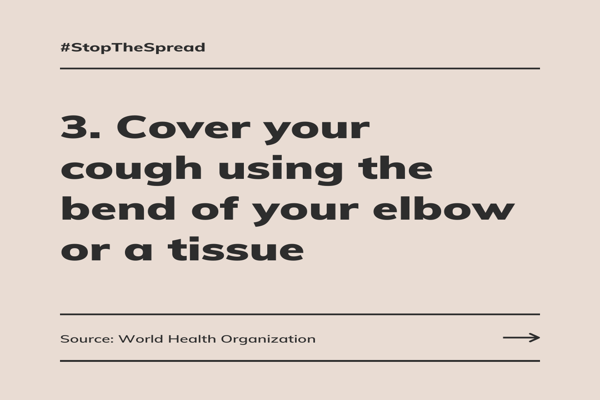 #StopTheSpread
3. Cover your
cough using the
bend of your elbow
or a tissue
Source: World Health Organization